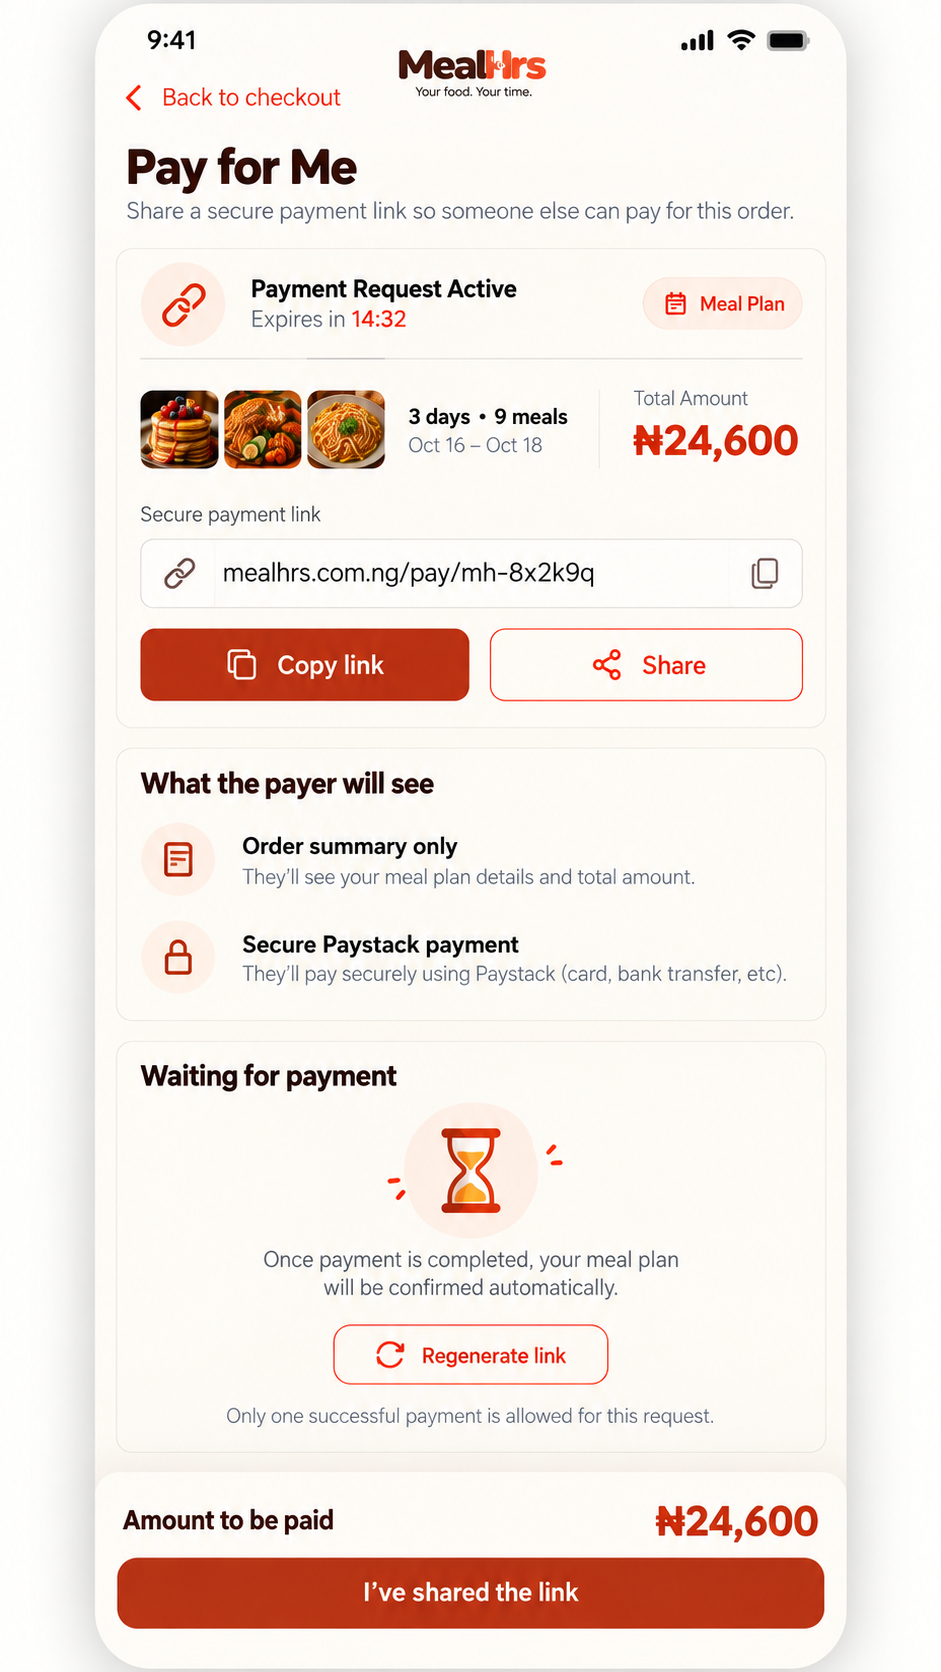 9:41
MealHrs
Your food. Your time.
Back to checkout
Pay for Me
Share a secure payment link so someone else can pay for this order.
Payment Request Active
Expires in 14:32
Meal Plan
3 days • 9 meals
Oct 16 – Oct 18
Total Amount
₦24,600
Secure payment link
mealhrs.com.ng/pay/mh-8x2k9q
Copy link
Share
What the payer will see
Order summary only
They’ll see your meal plan details and total amount.
Secure Paystack payment
They’ll pay securely using Paystack (card, bank transfer, etc).
Waiting for payment
Once payment is completed, your meal plan
will be confirmed automatically.
Regenerate link
Only one successful payment is allowed for this request.
Amount to be paid
₦24,600
I’ve shared the link